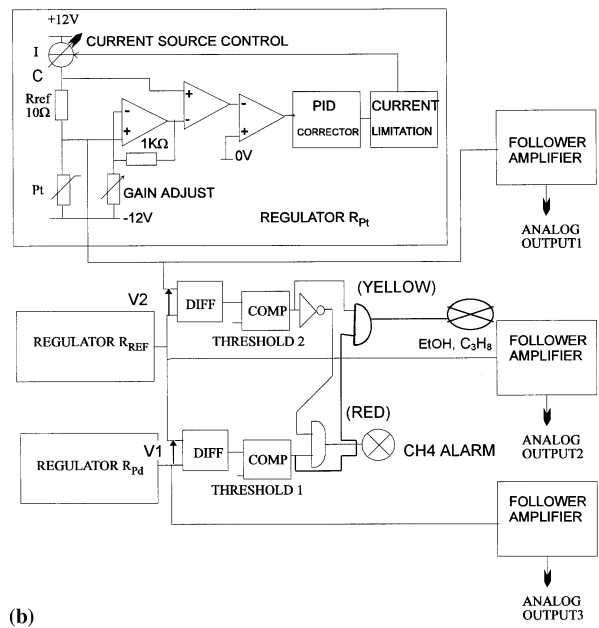 +12V
I
CURRENT SOURCE CONTROL
C
Rref
10Ω
+
-
-
+
-
+
1KΩ
0V
PID
CORRECTOR
CURRENT
LIMITATION
Pt
GAIN ADJUST
-12V
REGULATOR RPt
FOLLOWER
AMPLIFIER
ANALOG
OUTPUT1
V2
DIFF
COMP
THRESHOLD 2
(YELLOW)
EtOH, C3H8
REGULATOR RREF
FOLLOWER
AMPLIFIER
ANALOG
OUTPUT2
(RED)
V1
DIFF
COMP
THRESHOLD 1
CH4 ALARM
REGULATOR RPd
FOLLOWER
AMPLIFIER
ANALOG
OUTPUT3
(b)